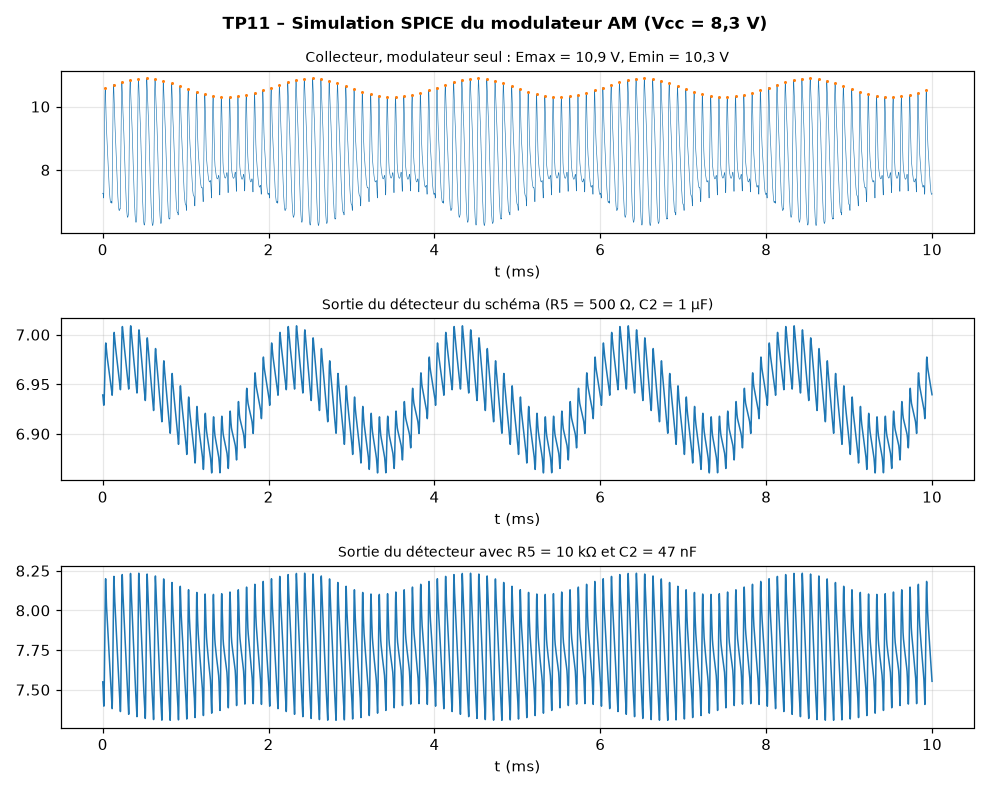 TP11 – Simulation SPICE du modulateur AM (Vcc = 8,3 V)
Collecteur, modulateur seul : Emax = 10,9 V, Emin = 10,3 V
10
8
0 2 4 6 8 10
t (ms)
Sortie du détecteur du schéma (R5 = 500 Ω, C2 = 1 µF)
7.00
6.95
6.90
0 2 4 6 8 10
t (ms)
Sortie du détecteur avec R5 = 10 kΩ et C2 = 47 nF
8.25
8.00
7.75
7.50
0 2 4 6 8 10
t (ms)